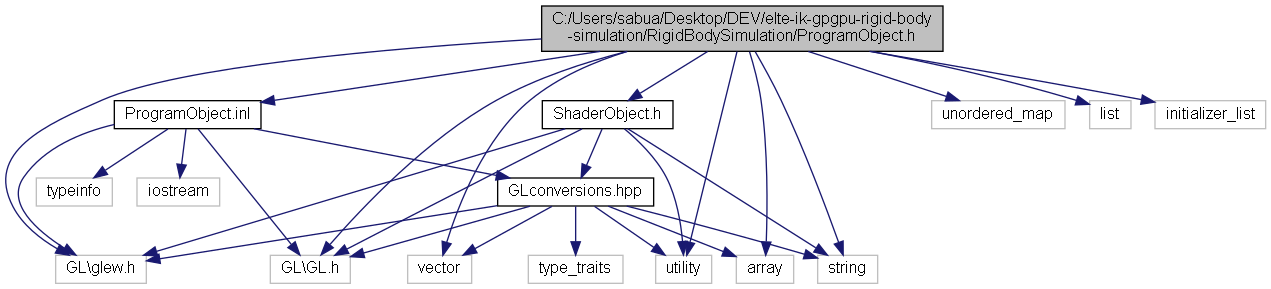 C:/Users/sabua/Desktop/DEV/elte-ik-gpgpu-rigid-body
-simulation/RigidBodySimulation/ProgramObject.h
ProgramObject.inl
ShaderObject.h
unordered_map
list
initializer_list
typeinfo
iostream
GLconversions.hpp
GL\glew.h
GL\GL.h
vector
type_traits
utility
array
string